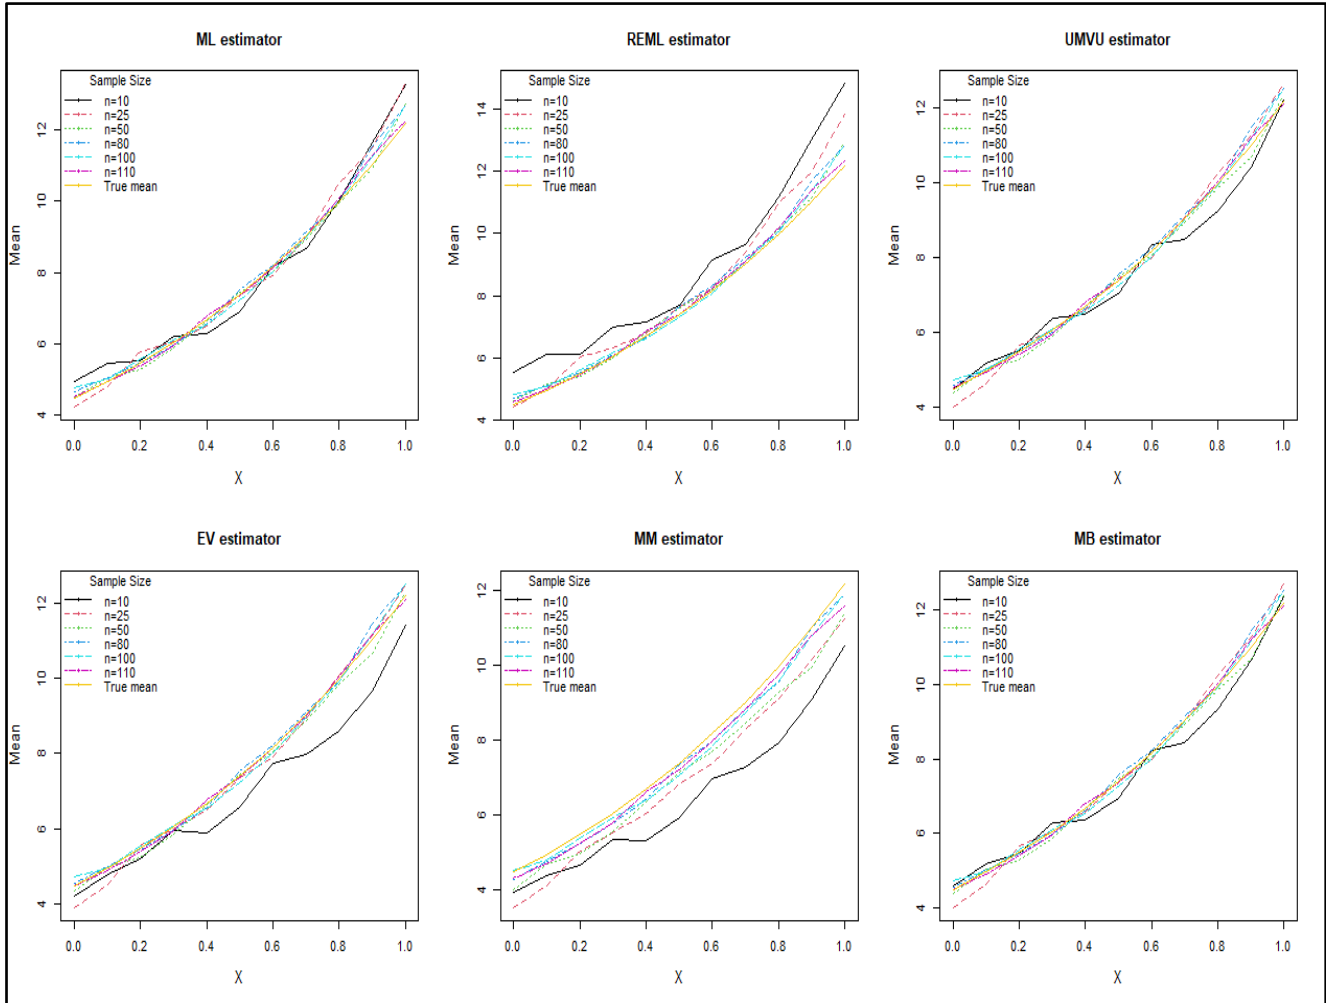 ML estimator
Sample Size
n=10
n=25
n=50
n=80
n=100
n=110
True mean
Mean
4
6
8
10
12
0.0 0.2 0.4 0.6 0.8 1.0
X
REML estimator
Sample Size
n=10
n=25
n=50
n=80
n=100
n=110
True mean
Mean
4
6
8
10
12
14
0.0 0.2 0.4 0.6 0.8 1.0
X
UMVU estimator
Sample Size
n=10
n=25
n=50
n=80
n=100
n=110
True mean
Mean
4
6
8
10
12
0.0 0.2 0.4 0.6 0.8 1.0
X
EV estimator
Sample Size
n=10
n=25
n=50
n=80
n=100
n=110
True mean
Mean
4
6
8
10
12
0.0 0.2 0.4 0.6 0.8 1.0
X
MM estimator
Sample Size
n=10
n=25
n=50
n=80
n=100
n=110
True mean
Mean
4
6
8
10
12
0.0 0.2 0.4 0.6 0.8 1.0
X
MB estimator
Sample Size
n=10
n=25
n=50
n=80
n=100
n=110
True mean
Mean
4
6
8
10
12
0.0 0.2 0.4 0.6 0.8 1.0
X